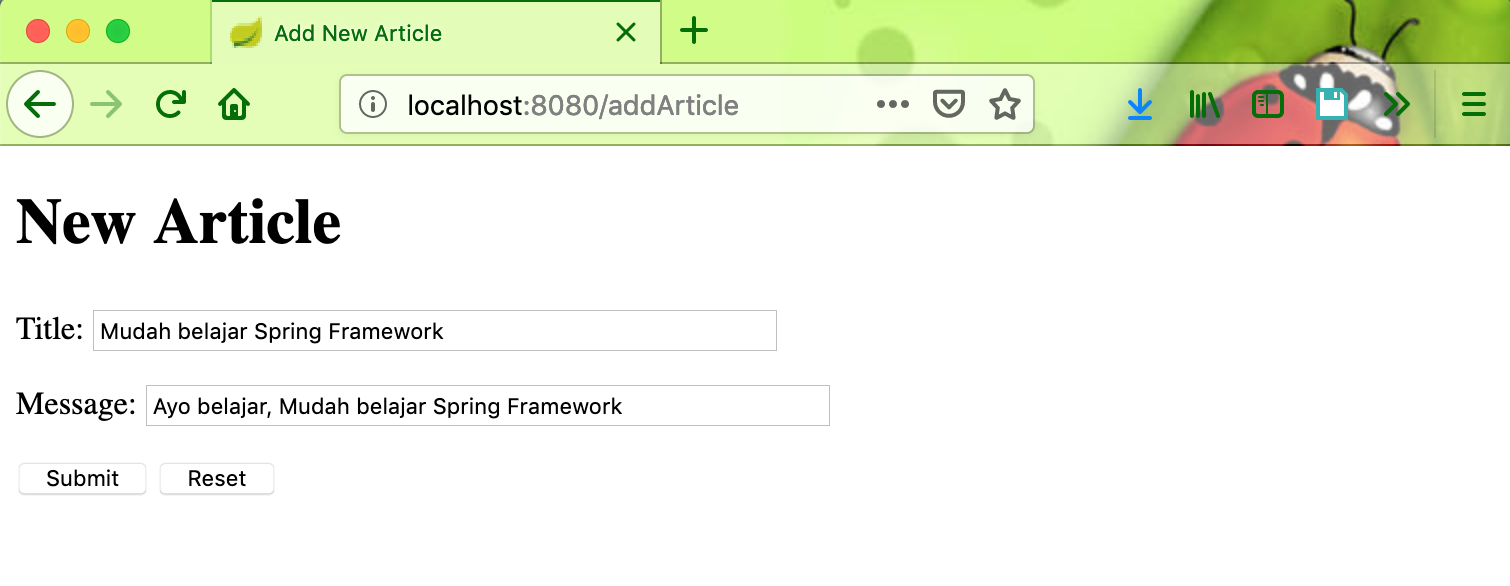 Add New Article
localhost:8080/addArticle
New Article
Title: Mudah belajar Spring Framework
Message: Ayo belajar, Mudah belajar Spring Framework
Submit Reset